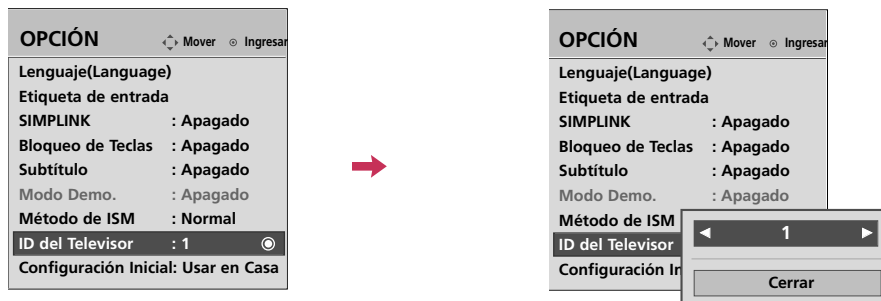 OPCIÓN Mover Ingresar
Lenguaje(Language)
Etiqueta de entrada
SIMPLINK : Apagado
Bloqueo de Teclas : Apagado
Subtítulo : Apagado
Modo Demo. : Apagado
Método de ISM : Normal
ID del Televisor : 1
Configuración Inicial: Usar en Casa
OPCIÓN Mover Ingresar
Lenguaje(Language)
Etiqueta de entrada
SIMPLINK : Apagado
Bloqueo de Teclas : Apagado
Subtítulo : Apagado
Modo Demo. : Apagado
Método de ISM
ID del Televisor
Configuración In
1
Cerrar